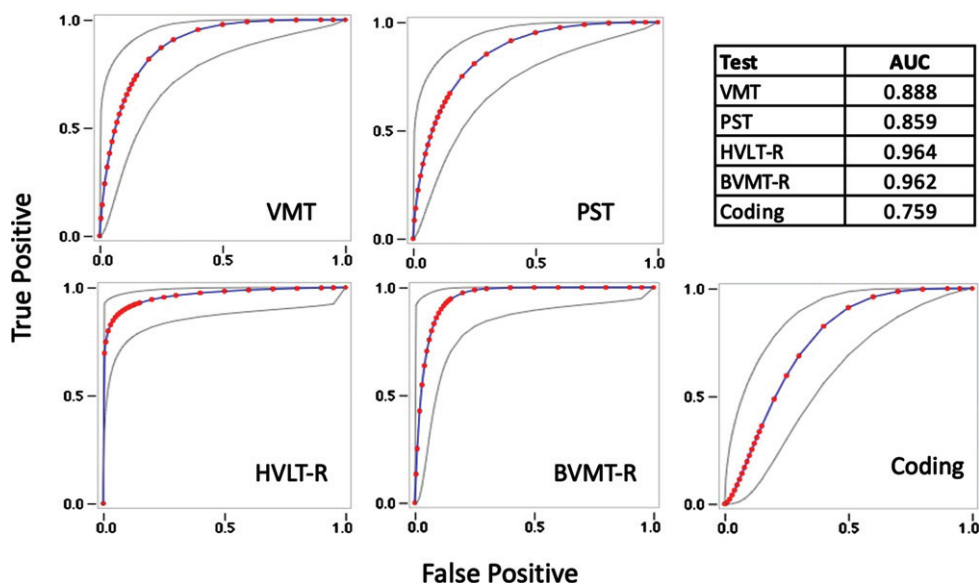 True Positive
1.0
0.5
0.0
0.0
0.5
1.0
VMT
1.0
0.5
0.0
0.0
0.5
1.0
PST
Test AUC
VMT 0.888
PST 0.859
HVLT-R 0.964
BVMT-R 0.962
Coding 0.759
1.0
0.5
0.0
0.0
0.5
1.0
HVLT-R
1.0
0.5
0.0
0.0
0.5
1.0
BVMT-R
1.0
0.5
0.0
0.0
0.5
1.0
Coding
False Positive